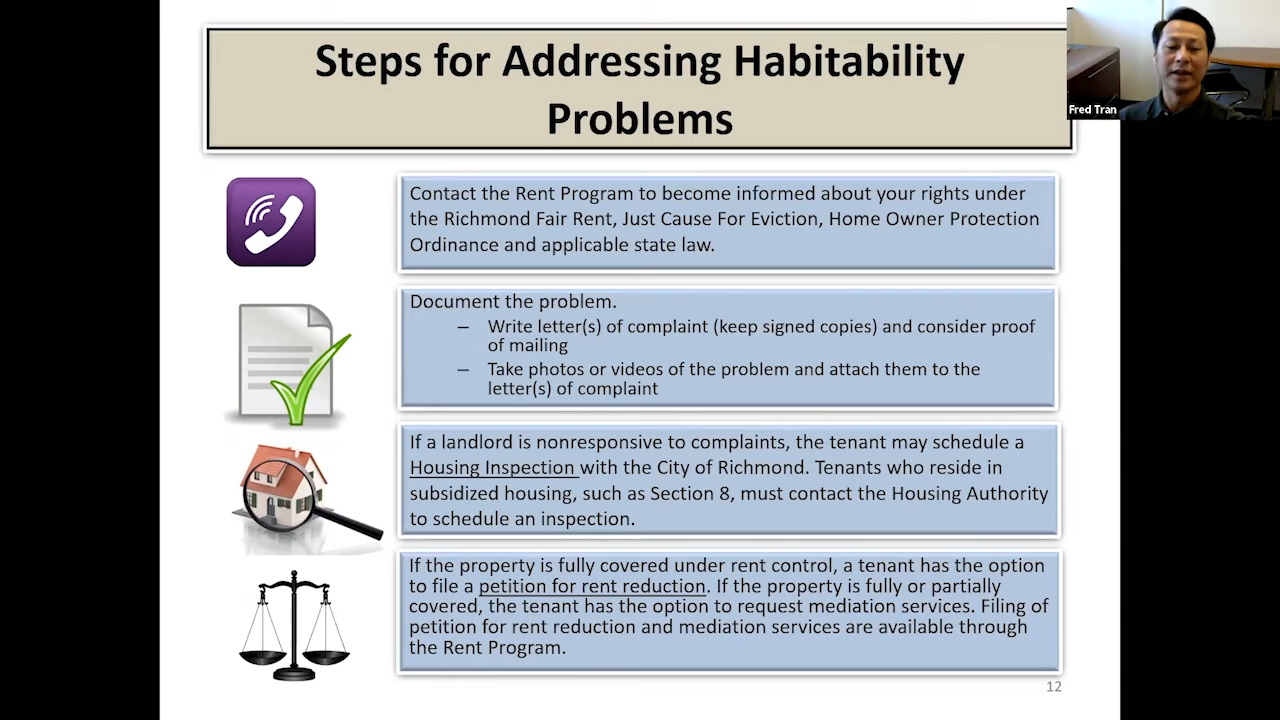 Steps for Addressing Habitability
Problems
Fred Tran
Contact the Rent Program to become informed about your rights under
the Richmond Fair Rent, Just Cause For Eviction, Home Owner Protection
Ordinance and applicable state law.
Document the problem.
– Write letter(s) of complaint (keep signed copies) and consider proof
of mailing
– Take photos or videos of the problem and attach them to the
letter(s) of complaint
If a landlord is nonresponsive to complaints, the tenant may schedule a
Housing Inspection with the City of Richmond. Tenants who reside in
subsidized housing, such as Section 8, must contact the Housing Authority
to schedule an inspection.
If the property is fully covered under rent control, a tenant has the option
to file a petition for rent reduction. If the property is fully or partially
covered, the tenant has the option to request mediation services. Filing of
petition for rent reduction and mediation services are available through
the Rent Program.
12